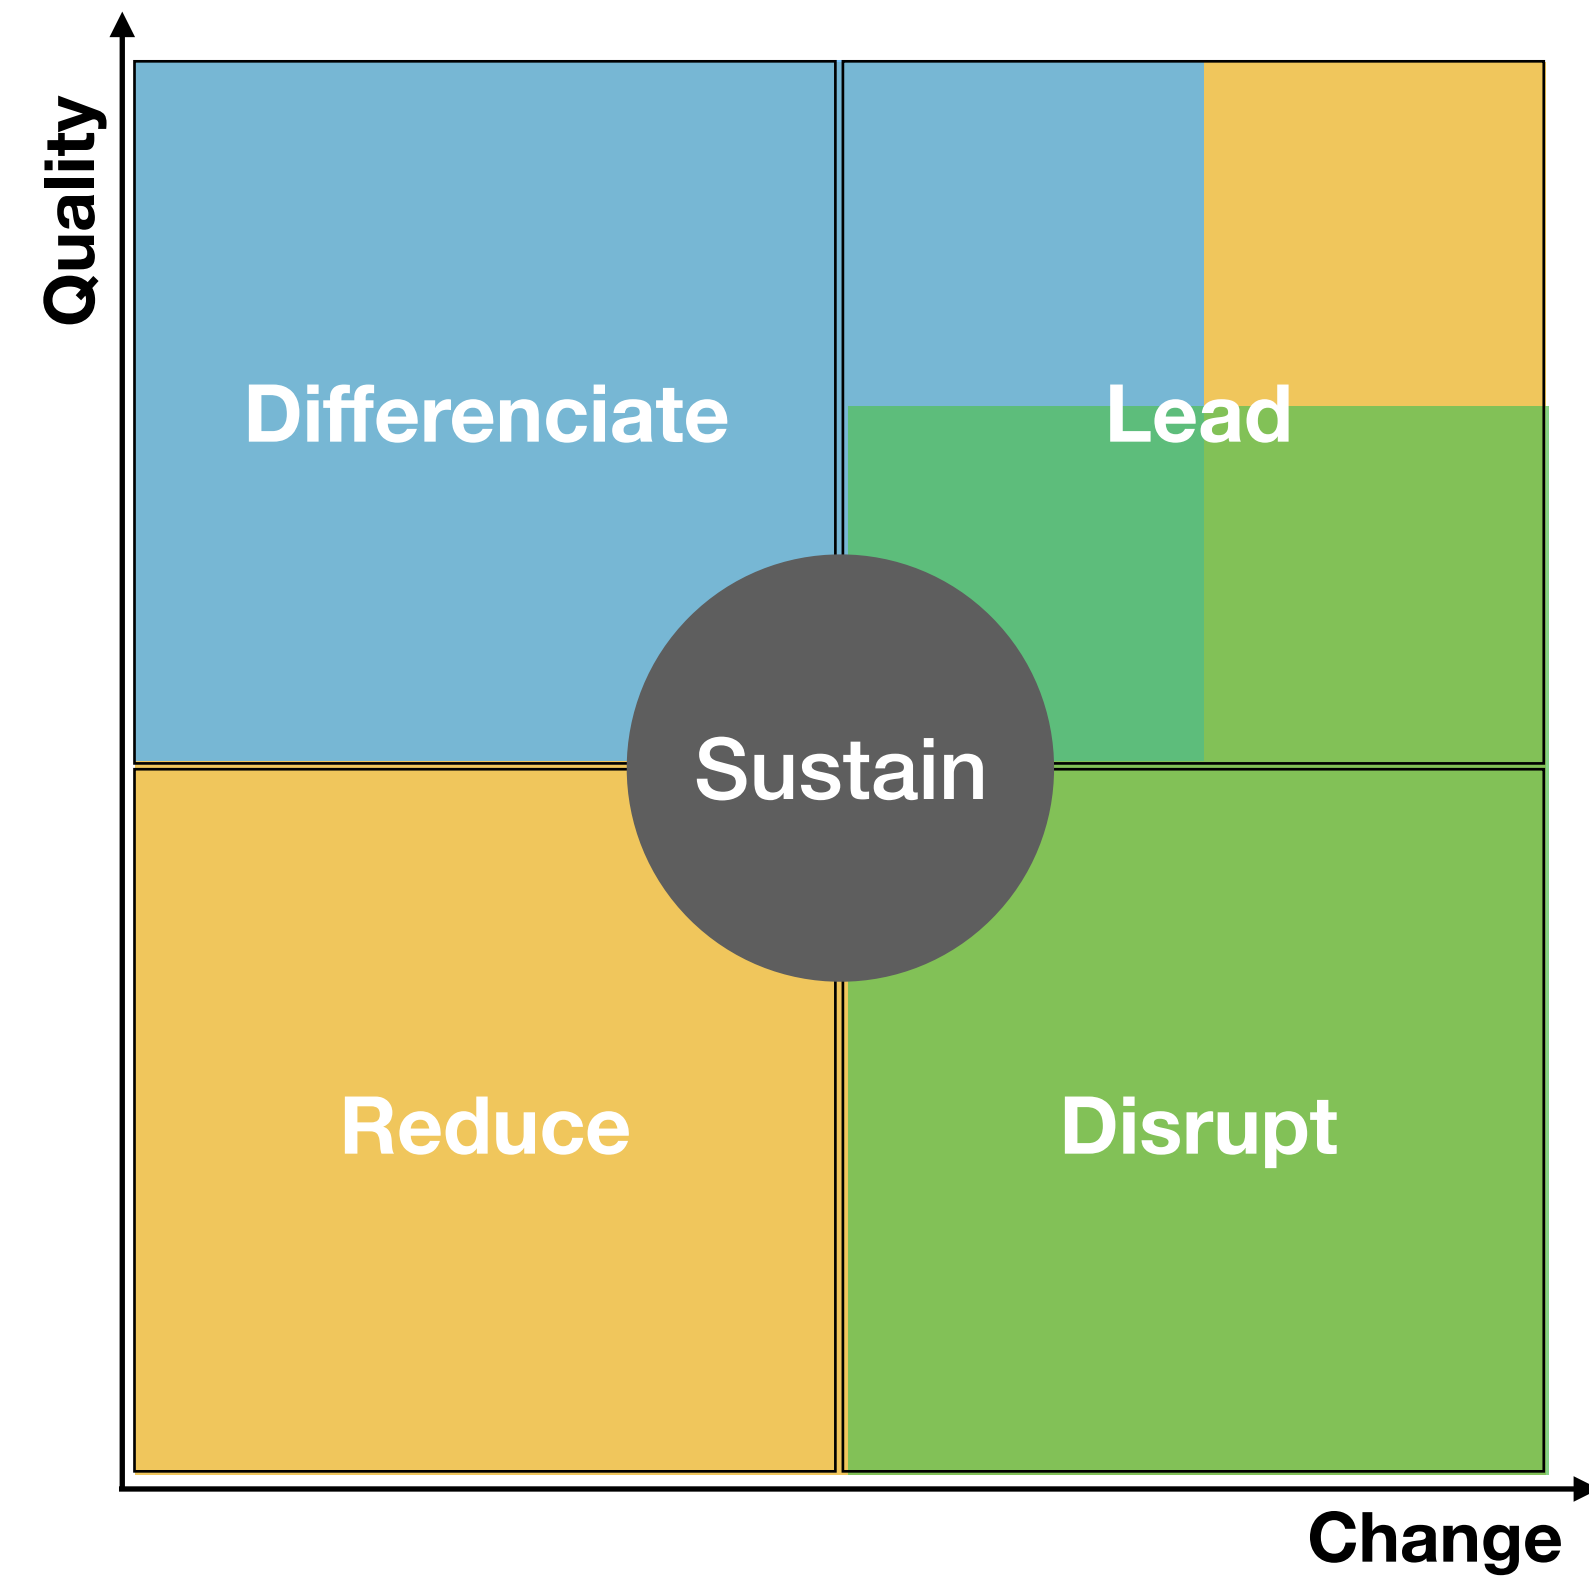 Quality
Differenciate
Lead
Sustain
Reduce
Disrupt
Change